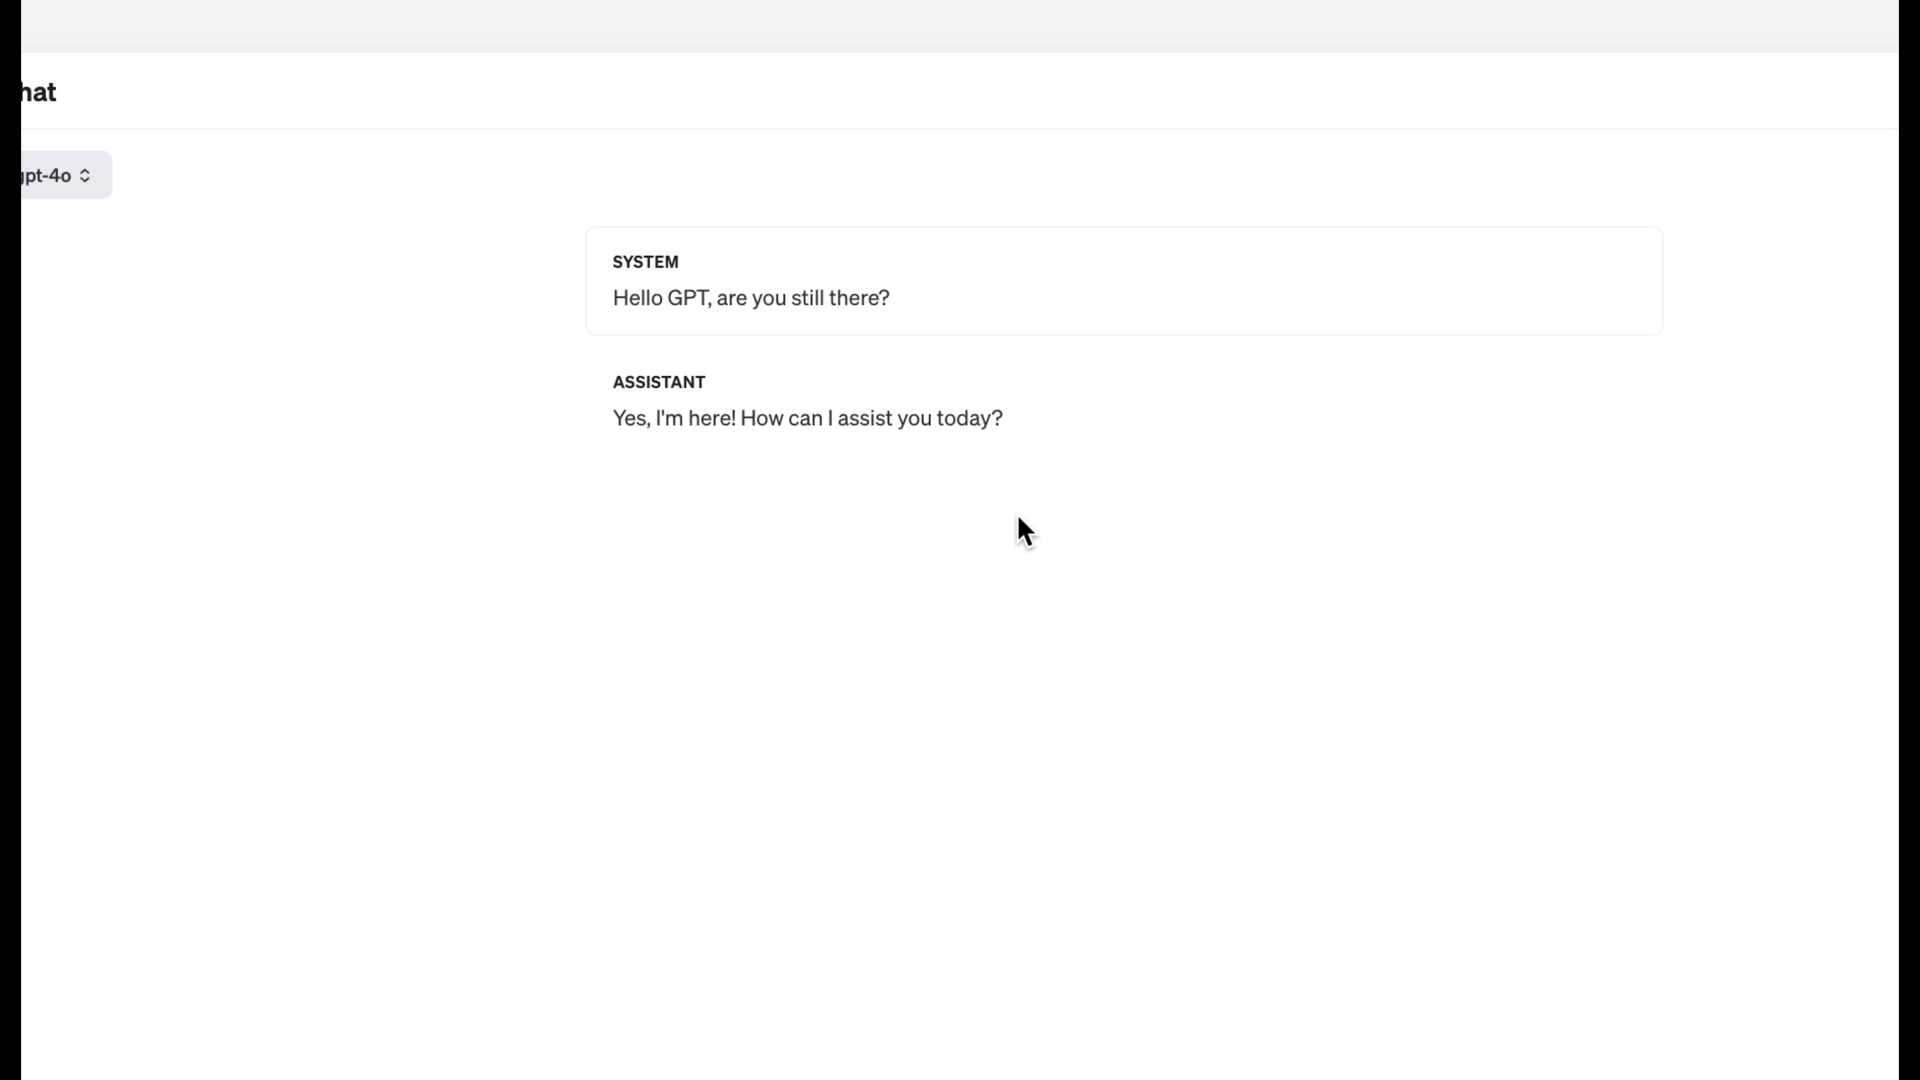 hat
gpt-4o
SYSTEM
Hello GPT, are you still there?
ASSISTANT
Yes, I'm here! How can I assist you today?